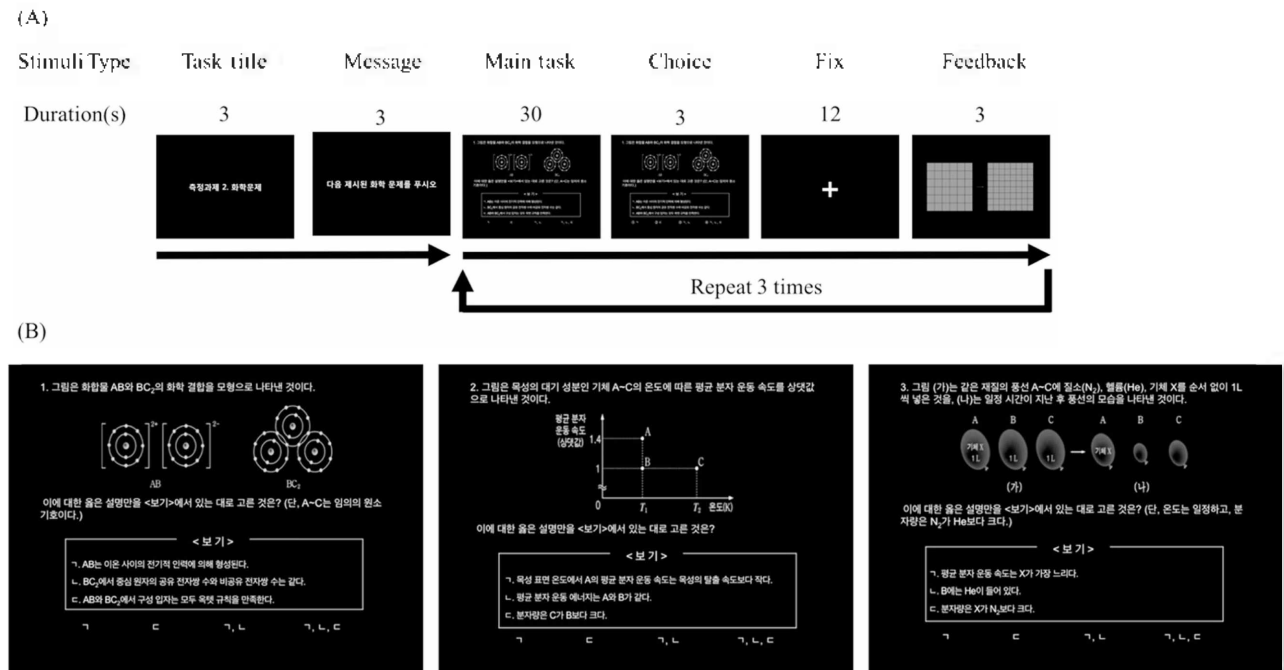 (A)
Stimuli Type Task title Message Main task Choice Fix Feedback
Duration(s) 3 3 30 3 12 3
측정과제 2. 화학문제
다음 제시된 화학 문제를 푸시오
+
Repeat 3 times
(B)
1. 그림은 화합물 AB와 BC₂의 화학 결합을 모형으로 나타낸 것이다.
2+ 2-
AB BC₂
이에 대한 옳은 설명만을 <보기>에서 있는 대로 고른 것은? (단, A~C는 임의의 원소
기호이다.)
< 보 기 >
ㄱ. AB는 이온 사이의 전기적 인력에 의해 형성된다.
ㄴ. BC₂에서 중심 원자의 공유 전자쌍 수와 비공유 전자쌍 수는 같다.
ㄷ. AB와 BC₂에서 구성 입자는 모두 옥텟 규칙을 만족한다.
ㄱ ㄷ ㄱ, ㄴ ㄱ, ㄴ, ㄷ
2. 그림은 목성의 대기 성분인 기체 A~C의 온도에 따른 평균 분자 운동 속도를 상댓값
으로 나타낸 것이다.
평균 분자
운동 속도
(상댓값)
1.4 A
1 B C
0 T₁ T₂ 온도(K)
이에 대한 옳은 설명만을 <보기>에서 있는 대로 고른 것은?
< 보 기 >
ㄱ. 목성 표면 온도에서 A의 평균 분자 운동 속도는 목성의 탈출 속도보다 작다.
ㄴ. 평균 분자 운동 에너지는 A와 B가 같다.
ㄷ. 분자량은 C가 B보다 크다.
ㄱ ㄷ ㄱ, ㄴ ㄱ, ㄴ, ㄷ
3. 그림 (가)는 같은 재질의 풍선 A~C에 질소(N₂), 헬륨(He), 기체 X를 순서 없이 1L
씩 넣은 것을, (나)는 일정 시간이 지난 후 풍선의 모습을 나타낸 것이다.
A B C A B C
기체 X 기체 X
1 L 1 L 1 L
(가) (나)
이에 대한 옳은 설명만을 <보기>에서 있는 대로 고른 것은? (단, 온도는 일정하고, 분
자량은 N₂가 He보다 크다.)
< 보 기 >
ㄱ. 평균 분자 운동 속도는 X가 가장 느리다.
ㄴ. B에는 He이 들어 있다.
ㄷ. 분자량은 X가 N₂보다 크다.
ㄱ ㄷ ㄱ, ㄴ ㄱ, ㄴ, ㄷ